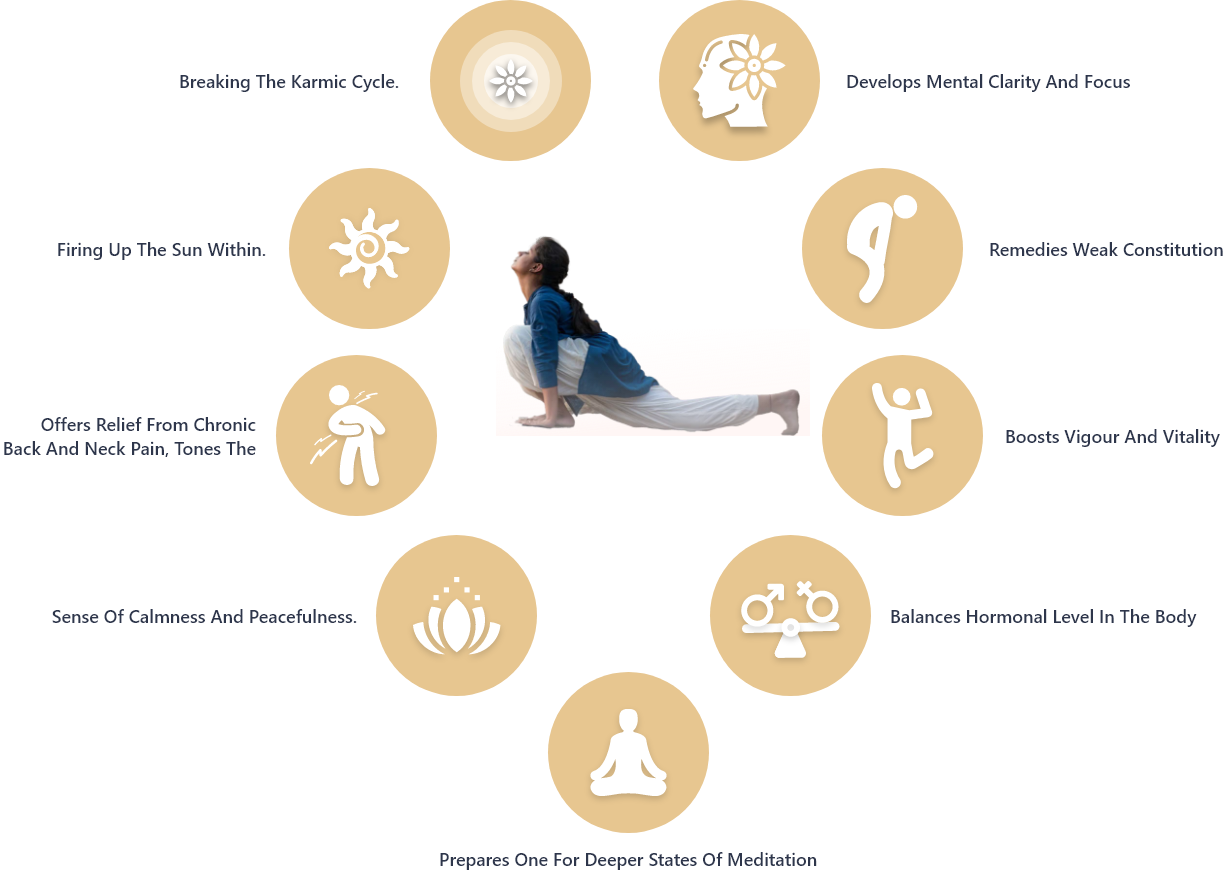 Breaking The Karmic Cycle.
Develops Mental Clarity And Focus
Firing Up The Sun Within.
Remedies Weak Constitution
Offers Relief From Chronic
Back And Neck Pain, Tones The
Boosts Vigour And Vitality
Sense Of Calmness And Peacefulness.
Balances Hormonal Level In The Body
Prepares One For Deeper States Of Meditation